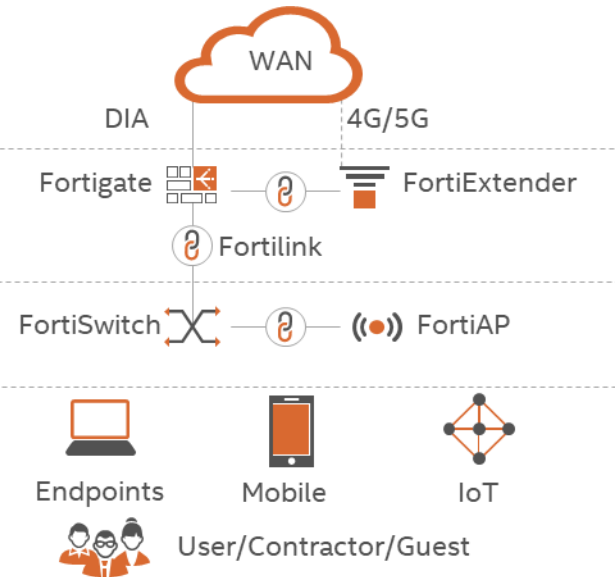 WAN
DIA
4G/5G
Fortigate
FortiExtender
Fortilink
FortiSwitch
FortiAP
Endpoints
Mobile
IoT
User/Contractor/Guest